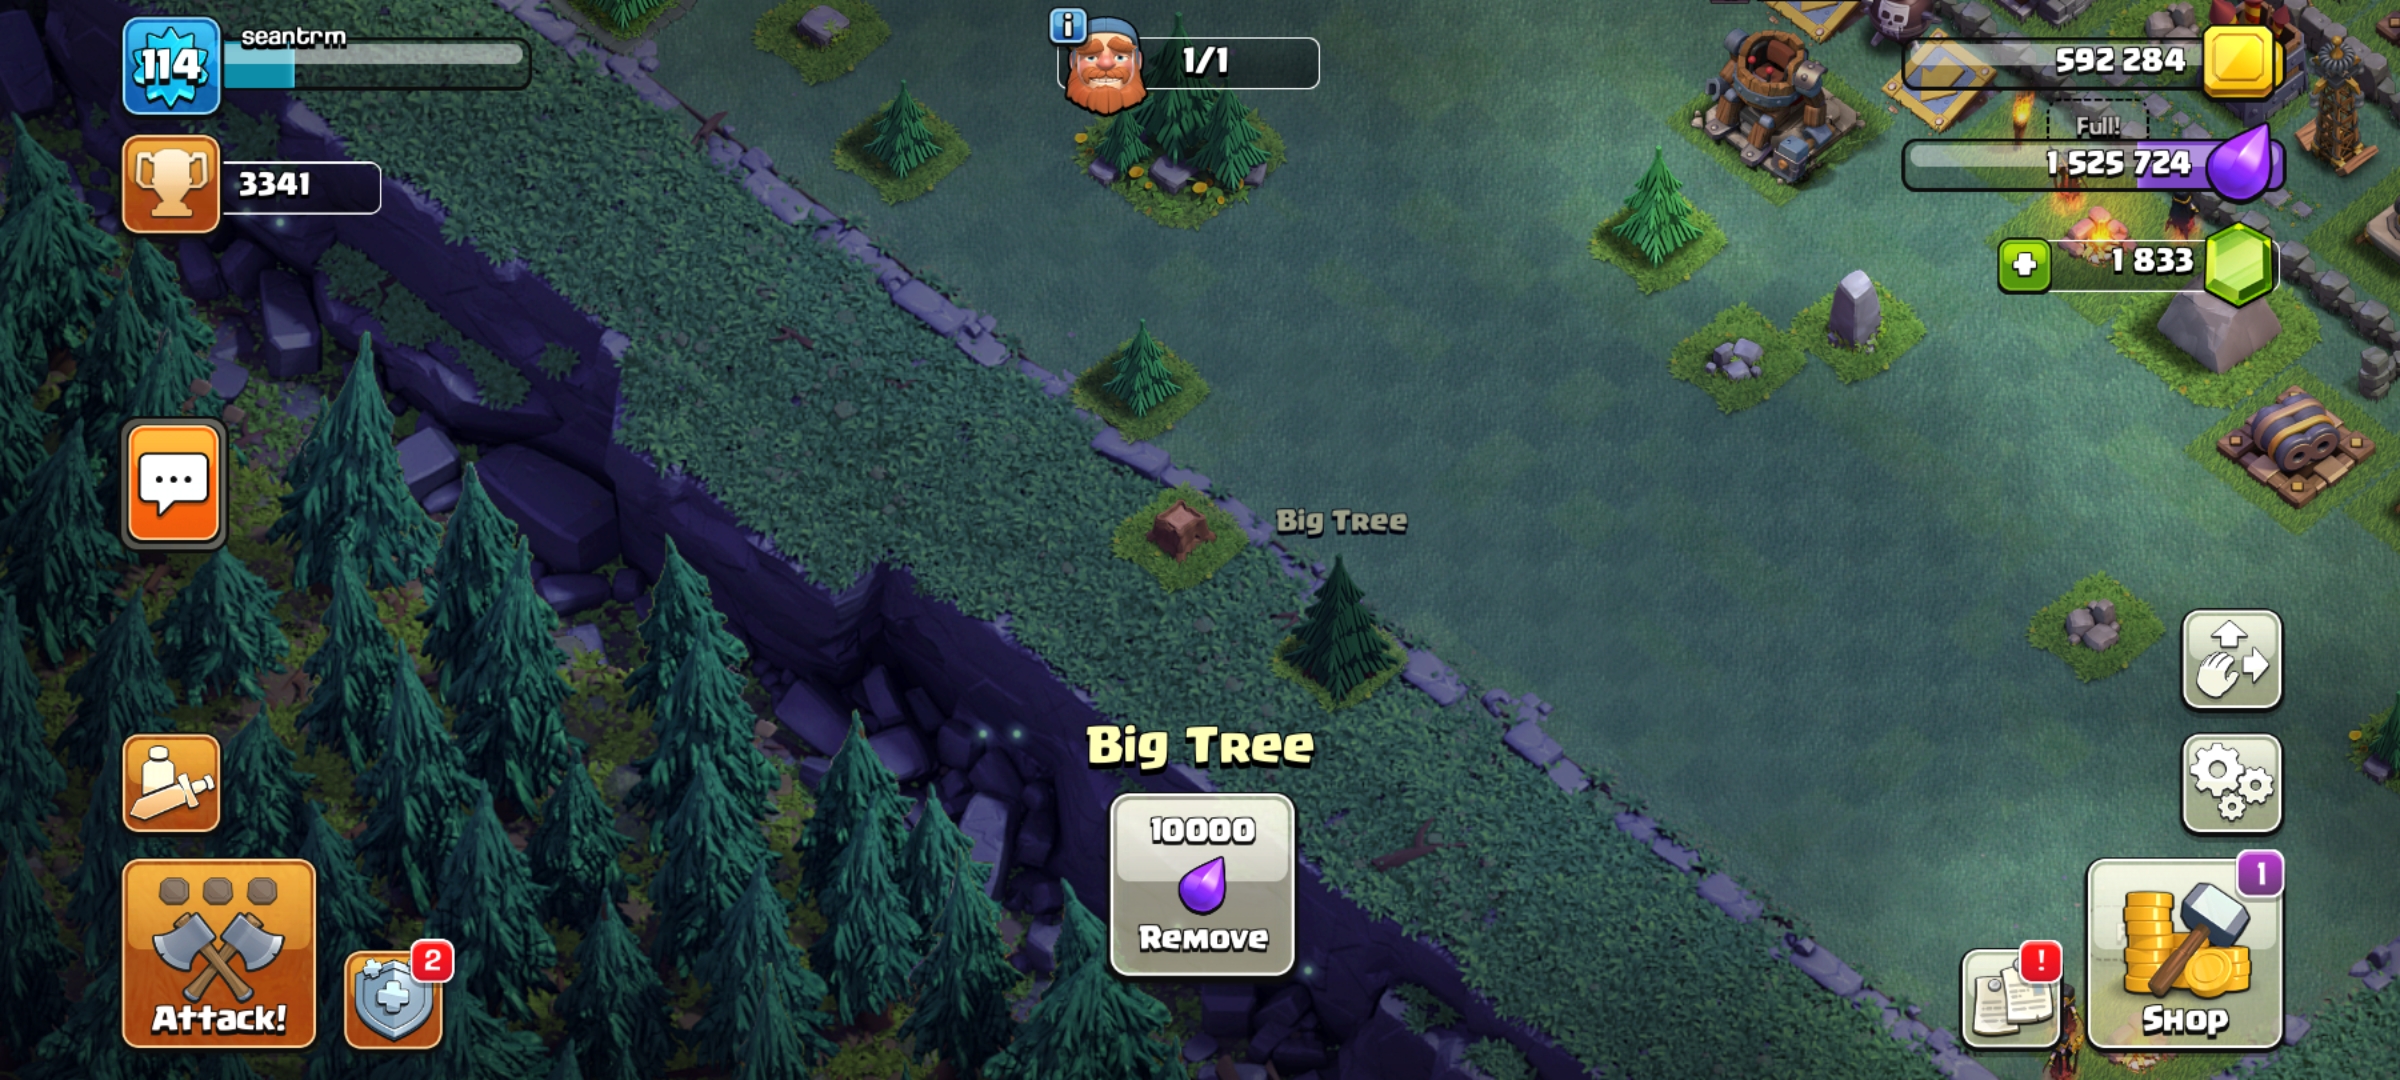 114
seantrm
1/1
592 284
Full!
1 525 724
3341
1 833
Big Tree
Big Tree
10000
Remove
Attack!
2
!
1
Shop